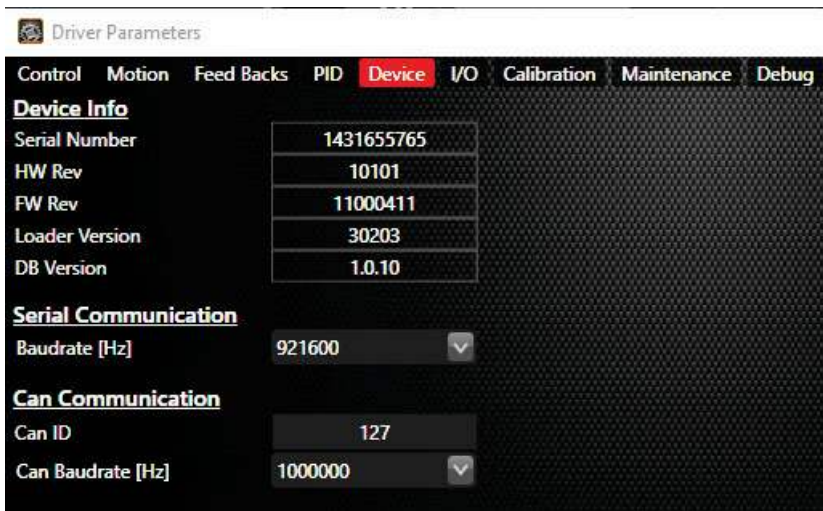 Driver Parameters
Control Motion Feed Backs PID Device I/O Calibration Maintenance Debug
Device Info
Serial Number 1431655765
HW Rev 10101
FW Rev 11000411
Loader Version 30203
DB Version 1.0.10
Serial Communication
Baudrate [Hz] 921600
Can Communication
Can ID 127
Can Baudrate [Hz] 1000000